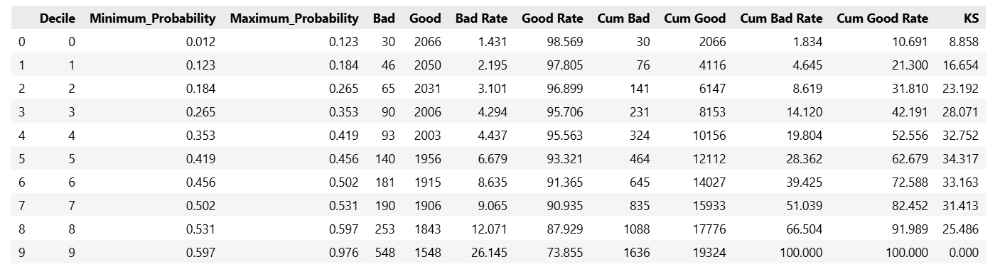 Decile Minimum_Probability Maximum_Probability Bad Good Bad Rate Good Rate Cum Bad Cum Good Cum Bad Rate Cum Good Rate KS
0 0 0.012 0.123 30 2066 1.431 98.569 30 2066 1.834 10.691 8.858
1 1 0.123 0.184 46 2050 2.195 97.805 76 4116 4.645 21.300 16.654
2 2 0.184 0.265 65 2031 3.101 96.899 141 6147 8.619 31.810 23.192
3 3 0.265 0.353 90 2006 4.294 95.706 231 8153 14.120 42.191 28.071
4 4 0.353 0.419 93 2003 4.437 95.563 324 10156 19.804 52.556 32.752
5 5 0.419 0.456 140 1956 6.679 93.321 464 12112 28.362 62.679 34.317
6 6 0.456 0.502 181 1915 8.635 91.365 645 14027 39.425 72.588 33.163
7 7 0.502 0.531 190 1906 9.065 90.935 835 15933 51.039 82.452 31.413
8 8 0.531 0.597 253 1843 12.071 87.929 1088 17776 66.504 91.989 25.486
9 9 0.597 0.976 548 1548 26.145 73.855 1636 19324 100.000 100.000 0.000